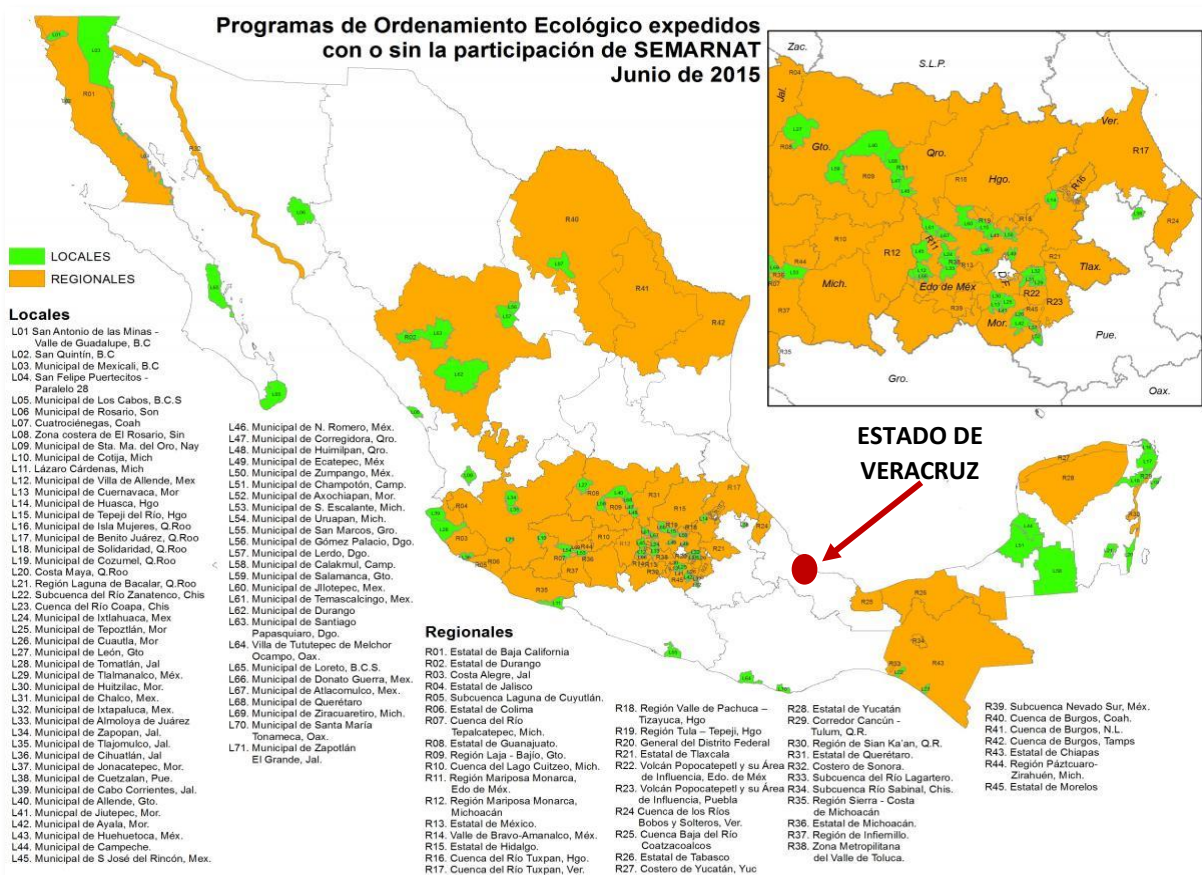 Programas de Ordenamiento Ecológico expedidos
con o sin la participación de SEMARNAT
Junio de 2015
LOCALES
REGIONALES
Locales
L01 San Antonio de las Minas -
Valle de Guadalupe, B.C
L02. San Quintín, B.C
L03. Municipal de Mexicali, B.C
L04. San Felipe Puertecitos -
Paralelo 28
L05. Municipal de Los Cabos, B.C.S
L06 Municipal de Rosario, Son
L07. Cuatrociénegas, Coah
L08. Zona costera de El Rosario, Sin
L09. Municipal de Sta. Ma. del Oro, Nay
L10. Municipal de Cotija, Mich
L11. Lázaro Cárdenas, Mich
L12. Municipal de Villa de Allende, Mex
L13 Municipal de Cuernavaca, Mor
L14 Municipal de Huasca, Hgo
L15 Municipal de Tepeji del Río, Hgo
L16 Municipal de Isla Mujeres, Q.Roo
L17. Municipal de Benito Juárez, Q.Roo
L18. Municipal de Solidaridad, Q.Roo
L19. Municipal de Cozumel, Q.Roo
L20. Costa Maya, Q.Roo
L21. Región Laguna de Bacalar, Q.Roo
L22. Subcuenca del Río Zanatenco, Chis
L23. Cuenca del Río Coapa, Chis
L24 Municipal de Ixtlahuaca, Mex
L25 Municipal de Tepoztlán, Mor
L26 Municipal de Cuautla, Mor
L27. Municipal de León, Gto
L28. Municipal de Tomatlán, Jal
L29. Municipal de Tlalmanalco, Méx.
L30 Municipal de Huitzilac, Mor.
L31. Municipal de Chalco, Mex.
L32. Municipal de Ixtapaluca, Mex.
L33. Municipal de Almoloya de Juárez
L34. Municipal de Zapopan, Jal.
L35. Municipal de Tlajomulco, Jal.
L36. Municipal de Cihuatlán, Jal
L37. Municipal de Jonacatepec, Mor.
L38. Municipal de Cuetzalan, Pue.
L39. Municipal de Cabo Corrientes, Jal.
L40. Municipal de Allende, Gto.
L41. Municpal de Jiutepec, Mor.
L42. Municipal de Ayala, Mor.
L43. Municipal de Huehuetoca, Méx.
L44. Municipal de Campeche.
L45. Municipal de S José del Rincón, Mex.
L46. Municipal de N. Romero, Méx.
L47. Municipal de Corregidora, Qro.
L48. Municipal de Huimilpan, Qro.
L49. Municipal de Ecatepec, Méx
L50. Municipal de Zumpango, Méx.
L51. Municipal de Champotón, Camp.
L52. Municipal de Axochiapan, Mor.
L53. Municipal de S. Escalante, Mich.
L54. Municipal de Uruapan, Mich.
L55. Municipal de San Marcos, Gro.
L56. Municipal de Gómez Palacio, Dgo.
L57. Municipal de Lerdo, Dgo.
L58. Municipal de Calakmul, Camp.
L59. Municipal de Salamanca, Gto.
L60. Municipal de Jilotepec, Mex.
L61. Municipal de Temascalcingo, Mex.
L62. Municipal de Durango
L63. Municipal de Santiago
Papasquiaro, Dgo.
L64. Villa de Tututepec de Melchor
Ocampo, Oax.
L65. Municipal de Loreto, B.C.S.
L66. Municipal de Donato Guerra, Mex.
L67. Municipal de Atlacomulco, Mex.
L68. Municipal de Querétaro
L69. Municipal de Ziracuaretiro, Mich.
L70. Municipal de Santa María
Tonameca, Oax.
L71. Municipal de Zapotlán
El Grande, Jal.
Regionales
R01. Estatal de Baja California
R02. Estatal de Durango
R03. Costa Alegre, Jal
R04. Estatal de Jalisco
R05. Subcuenca Laguna de Cuyutlán.
R06. Estatal de Colima
R07. Cuenca del Río
Tepalcatepec, Mich.
R08. Estatal de Guanajuato.
R09. Región Laja - Bajío, Gto.
R10. Cuenca del Lago Cuitzeo, Mich.
R11. Región Mariposa Monarca,
Edo de Méx.
R12. Región Mariposa Monarca,
Michoacán
R13. Estatal de México.
R14. Valle de Bravo-Amanalco, Méx.
R15. Estatal de Hidalgo.
R16. Cuenca del Río Tuxpan, Hgo.
R17. Cuenca del Río Tuxpan, Ver.
R18. Región Valle de Pachuca –
Tizayuca, Hgo
R19. Región Tula – Tepeji, Hgo
R20. General del Distrito Federal
R21. Estatal de Tlaxcala
R22. Volcán Popocatepetl y su Área
de Influencia, Edo. de Méx
R23. Volcán Popocatepetl y su Área
de Influencia, Puebla
R24 Cuenca de los Ríos
Bobos y Solteros, Ver.
R25. Cuenca Baja del Río
Coatzacoalcos
R26. Estatal de Tabasco
R27. Costero de Yucatán, Yuc
R28. Estatal de Yucatán
R29. Corredor Cancún -
Tulum, Q.R.
R30. Región de Sian Ka'an, Q.R.
R31. Estatal de Querétaro.
R32. Costero de Sonora.
R33. Subcuenca del Río Lagartero.
R34. Subcuenca Río Sabinal, Chis.
R35. Región Sierra - Costa
de Michoacán
R36. Estatal de Michoacán.
R37. Región de Infiernillo.
R38. Zona Metropolitana
del Valle de Toluca.
R39. Subcuenca Nevado Sur, Méx.
R40. Cuenca de Burgos, Coah.
R41. Cuenca de Burgos, N.L.
R42. Cuenca de Burgos, Tamps
R43. Estatal de Chiapas
R44. Región Páztcuaro-
Zirahuén, Mich.
R45. Estatal de Morelos
ESTADO DE
VERACRUZ
Zac.
S.L.P.
Jal.
Gto.
Qro.
Hgo.
Ver.
Mich.
Edo de Méx
D.F.
Tlax.
Mor.
Pue.
Gro.
Oax.
R01
R40
R41
R42
R17
R16
R24
R10
R12
R11
R22
R23
R15
R43
R26
R28